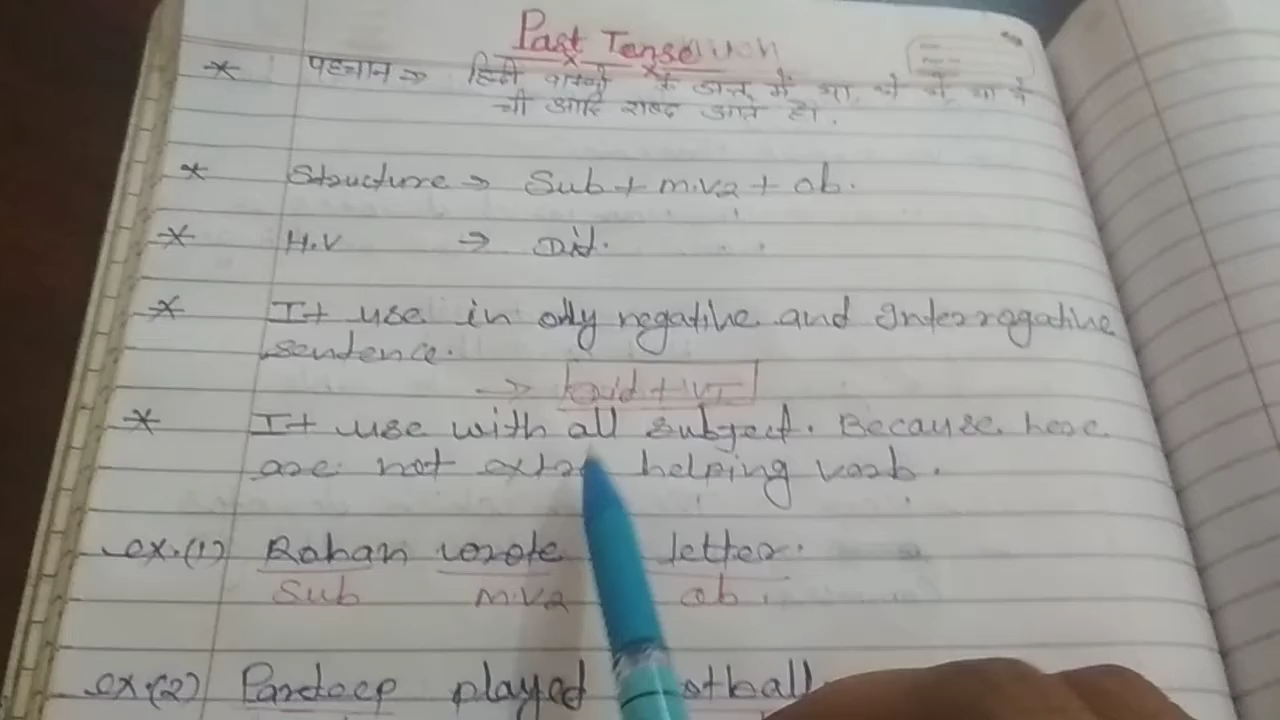 Past Tense
* पहचान → हिन्दी वाक्यों के अन्त में
थी आदि शब्द आते है।
* Structure → Sub + m.v2 + ob.
* H.V → Did.
* It use in only negative and Interrogative
sentence.
→ Did + V1
* It use with all subject. Because here
are not extra helping verb.
ex.(1) Rohan wrote letter.
Sub m.v2 ob.
ex.(2) Pardeep played